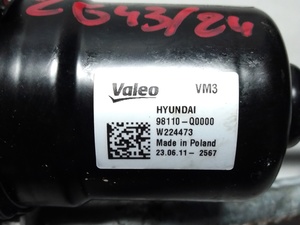 2643/24
Valeo VM3
HYUNDAI
98110-Q0000
W224473
Made in Poland
23.06.11 - 2567